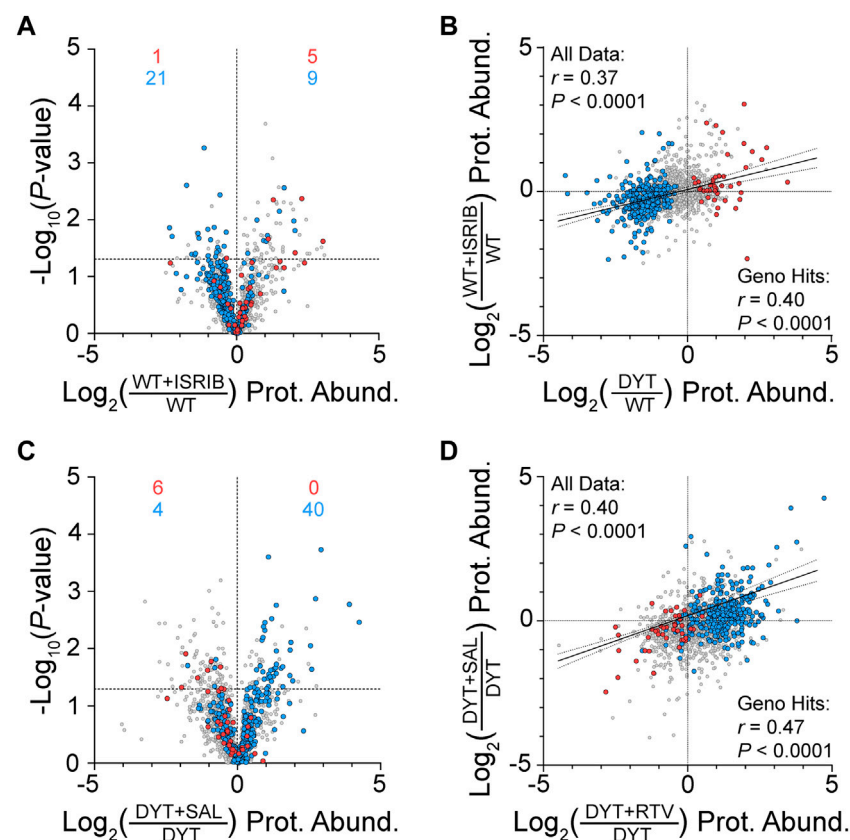 A
5
4
3
2
1
0
-5
0
5
1
21
5
9
-Log10(P-value)
Log2(WT+ISRIB/WT) Prot. Abund.
B
5
0
-5
-5
0
5
All Data:
r = 0.37
P < 0.0001
Geno Hits:
r = 0.40
P < 0.0001
Log2(WT+ISRIB/WT) Prot. Abund.
Log2(DYT/WT) Prot. Abund.
C
5
4
3
2
1
0
-5
0
5
6
4
0
40
-Log10(P-value)
Log2(DYT+SAL/DYT) Prot. Abund.
D
5
0
-5
-5
0
5
All Data:
r = 0.40
P < 0.0001
Geno Hits:
r = 0.47
P < 0.0001
Log2(DYT+SAL/DYT) Prot. Abund.
Log2(DYT+RTV/DYT) Prot. Abund.